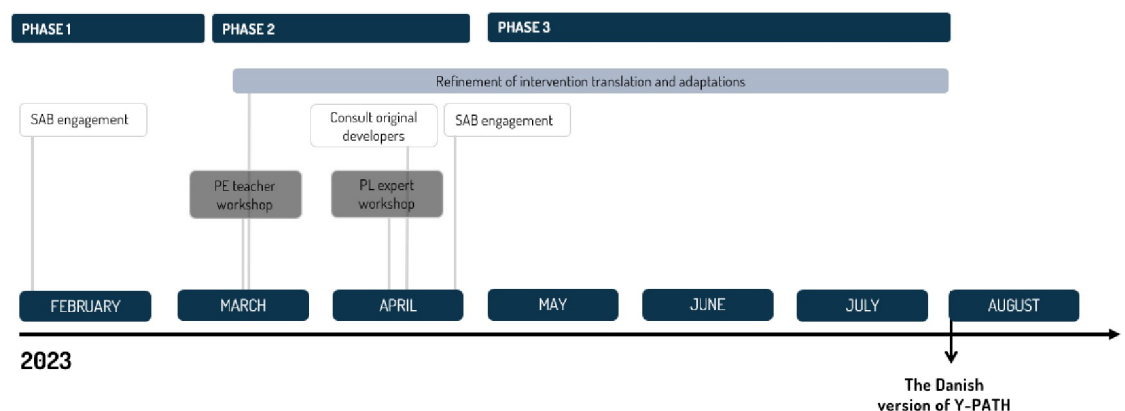 PHASE 1
PHASE 2
PHASE 3
Refinement of intervention translation and adaptations
SAB engagement
Consult original
developers
SAB engagement
PE teacher
workshop
PL expert
workshop
FEBRUARY
MARCH
APRIL
MAY
JUNE
JULY
AUGUST
2023
The Danish
version of Y-PATH